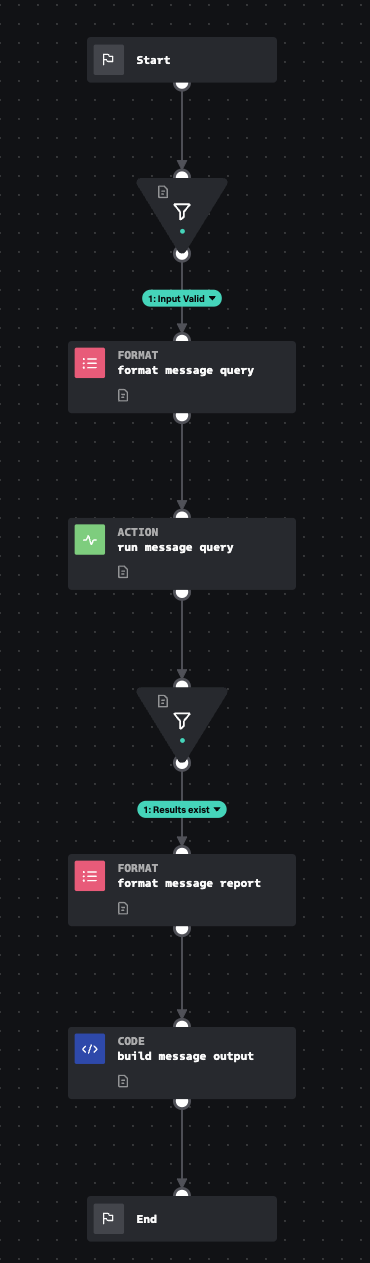 Start
1: Input Valid
FORMAT
format message query
ACTION
run message query
1: Results exist
FORMAT
format message report
CODE
build message output
End